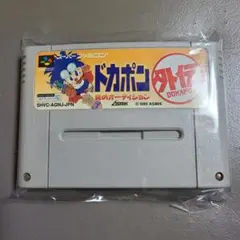 スーパーファミコン
ドカポン外伝
DOKAPON
炎のオーディション
SHVC-AGNJ-JPN
ASMIK
© 1995 ASMIK